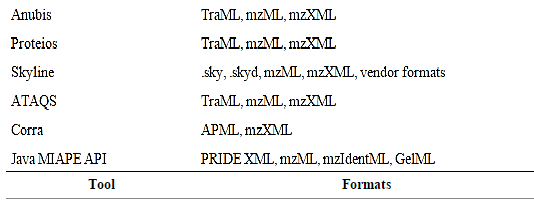 Anubis TraML, mzML, mzXML
Proteios TraML, mzML, mzXML
Skyline .sky, .skyd, mzML, mzXML, vendor formats
ATAQS TraML, mzML, mzXML
Corra APML, mzXML
Java MIAPE API PRIDE XML, mzML, mzIdentML, GelML
Tool Formats